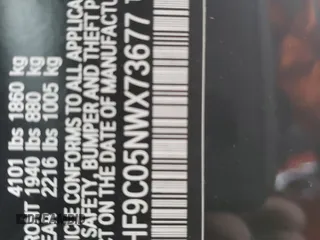 4101 lbs 1860 kg
RONT 1940 lbs 880 kg
EAR 2216 lbs 1005 kg
ICLE CONFORMS TO ALL APPLICA
SAFETY, BUMPER AND THEFT P
CT ON THE DATE OF MANUFACTUR
HF9C05NWX73677